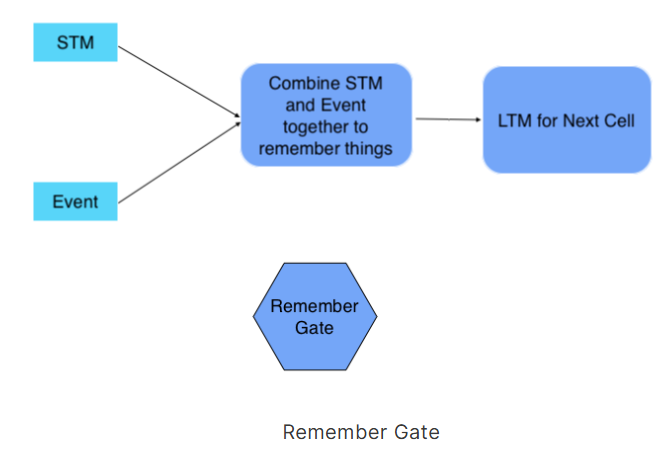 STM
Combine STM
and Event
together to
remember things
LTM for Next Cell
Event
Remember
Gate
Remember Gate